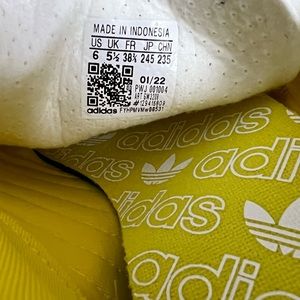 MADE IN INDONESIA
US UK FR JP CHN
6 5½ 38⅔ 245 235
01/22
PWJ 001004
adidas
adidas
adidas
adidas
adidas